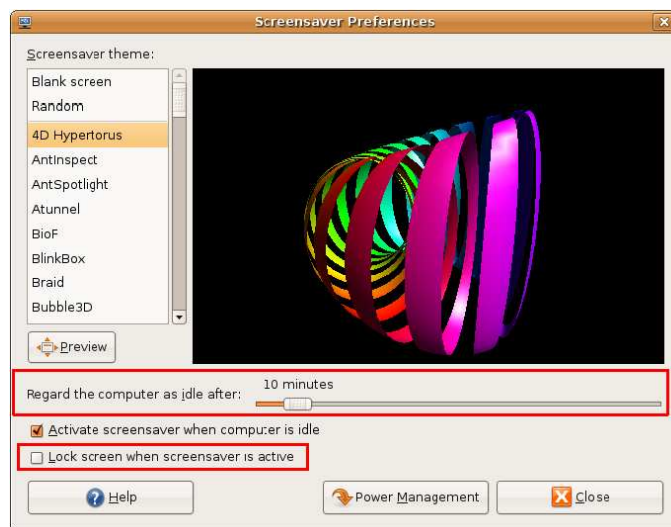 Screensaver Preferences
Screensaver theme:
Blank screen
Random
4D Hypertorus
AntInspect
AntSpotlight
Atunnel
BioF
BlinkBox
Braid
Bubble3D
Preview
10 minutes
Regard the computer as idle after:
Activate screensaver when computer is idle
Lock screen when screensaver is active
Help
Power Management
Close